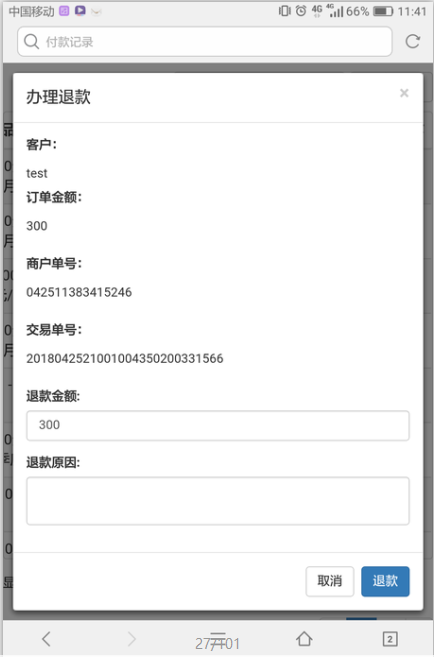 中国移动 4G 4G 66% 11:41
付款记录
办理退款 ×
客户：
test
订单金额：
300
商户单号：
042511383415246
交易单号：
2018042521001004350200331566
退款金额:
300
退款原因:
取消 退款
27/101 2